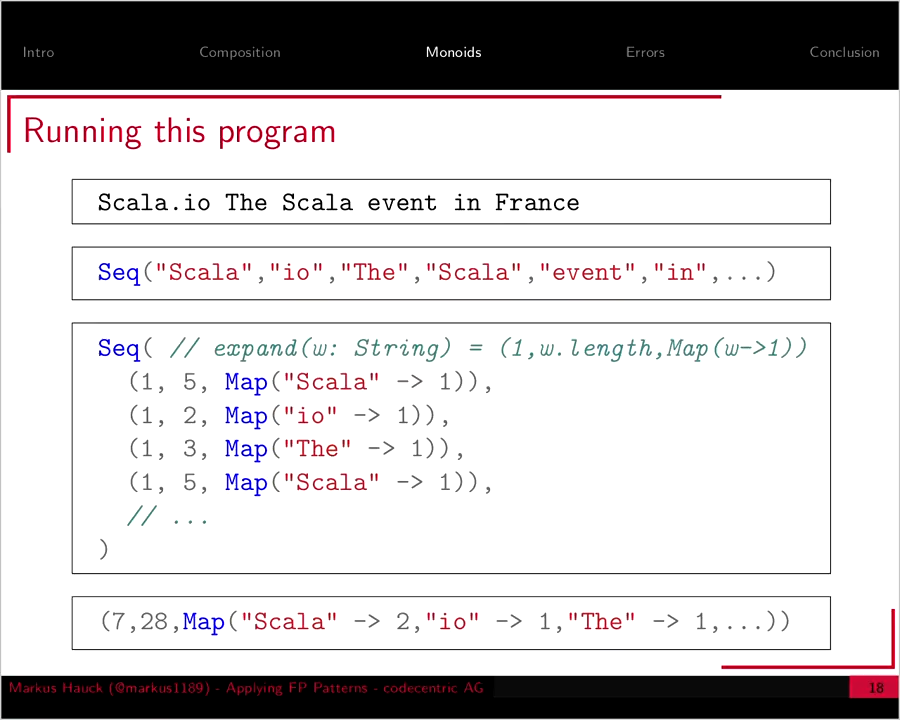 Intro Composition Monoids Errors Conclusion
Running this program
Scala.io The Scala event in France
Seq("Scala","io","The","Scala","event","in",...)
Seq( // expand(w: String) = (1,w.length,Map(w->1))
(1, 5, Map("Scala" -> 1)),
(1, 2, Map("io" -> 1)),
(1, 3, Map("The" -> 1)),
(1, 5, Map("Scala" -> 1)),
// ...
)
(7,28,Map("Scala" -> 2,"io" -> 1,"The" -> 1,...))
Markus Hauck (@markus1189) - Applying FP Patterns - codecentric AG 18